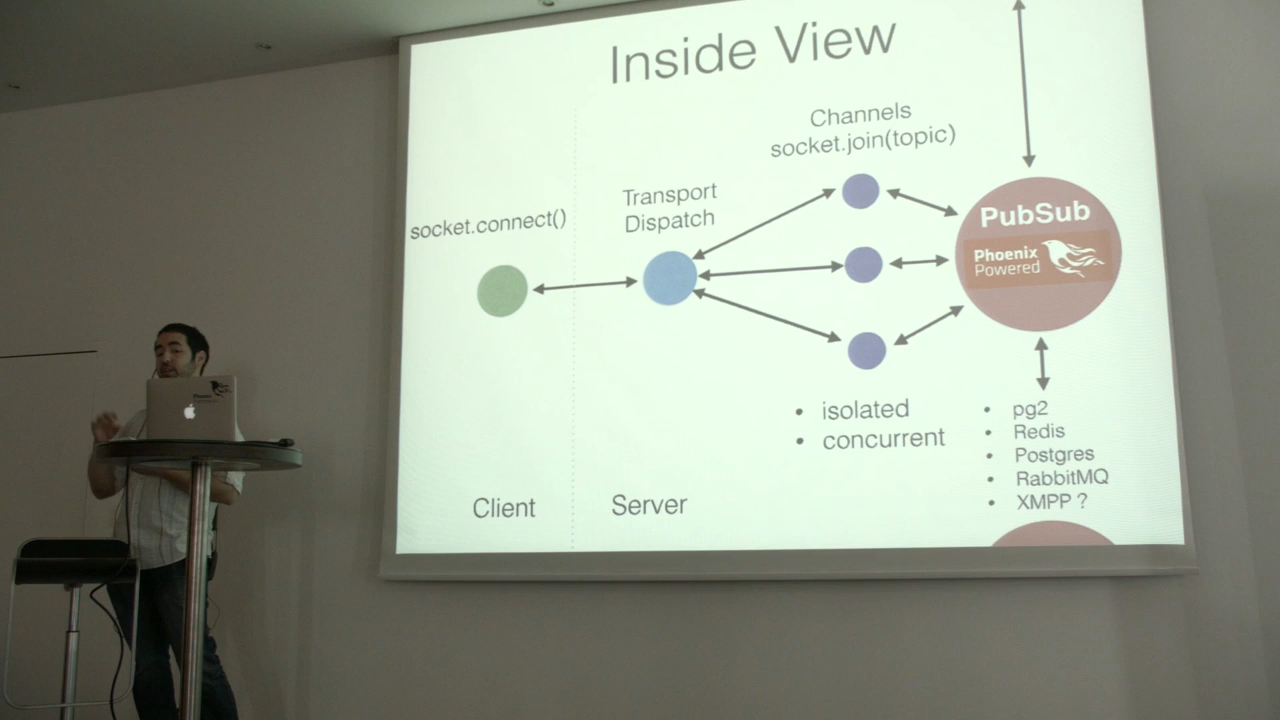 Inside View
Channels
socket.join(topic)
Transport
Dispatch
socket.connect()
PubSub
Phoenix
Powered
• isolated
• concurrent
• pg2
• Redis
• Postgres
• RabbitMQ
• XMPP ?
Client
Server